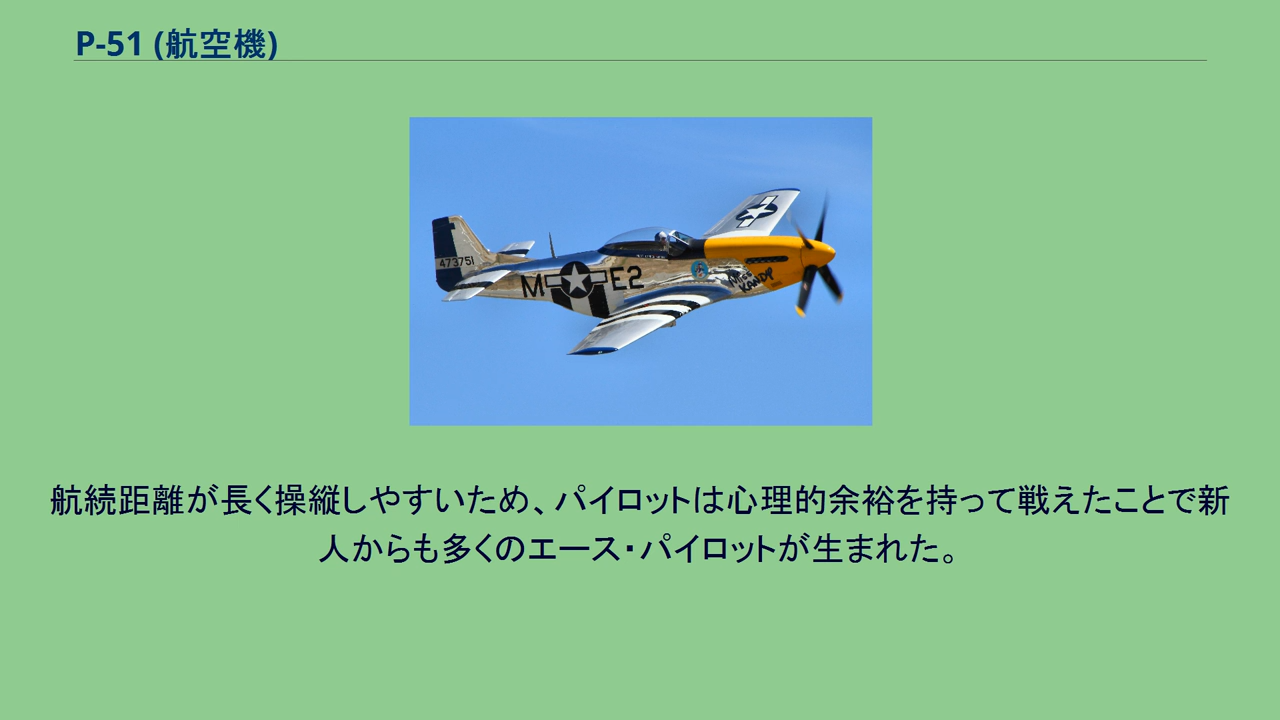 P-51 (航空機)
473751
M E2
MISS
KANDY
航続距離が長く操縦しやすいため、パイロットは心理的余裕を持って戦えたことで新
人からも多くのエース・パイロットが生まれた。